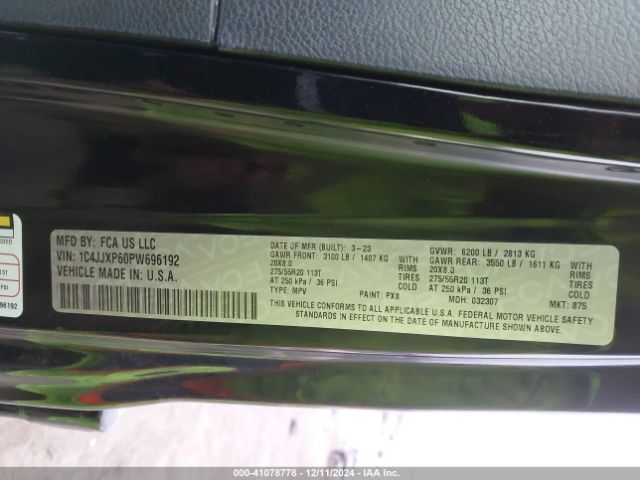 MFD BY: FCA US LLC
VIN: 1C4JJXP60PW696192
VEHICLE MADE IN U.S.A.
DATE OF MFR (BUILT): 3-23
GAWR FRONT: 3100 LB / 1407 KG
20X8.0 RIMS
275/55R20 113T TIRES
AT 250 kPa / 36 PSI COLD
TYPE: MPV PAINT: PX8
GVWR: 6200 LB / 2813 KG
GAWR REAR: 3550 LB / 1611 KG WITH
20X8.0 RIMS
275/55R20 113T TIRES
AT 250 kPa / 36 PSI COLD
MDH: 032307 MKT: 875
THIS VEHICLE CONFORMS TO ALL APPLICABLE U.S.A. FEDERAL MOTOR VEHICLE SAFETY
STANDARDS IN EFFECT ON THE DATE OF MANUFACTURE SHOWN ABOVE.
96192
000-41078778 - 12/11/2024 - IAAI.com